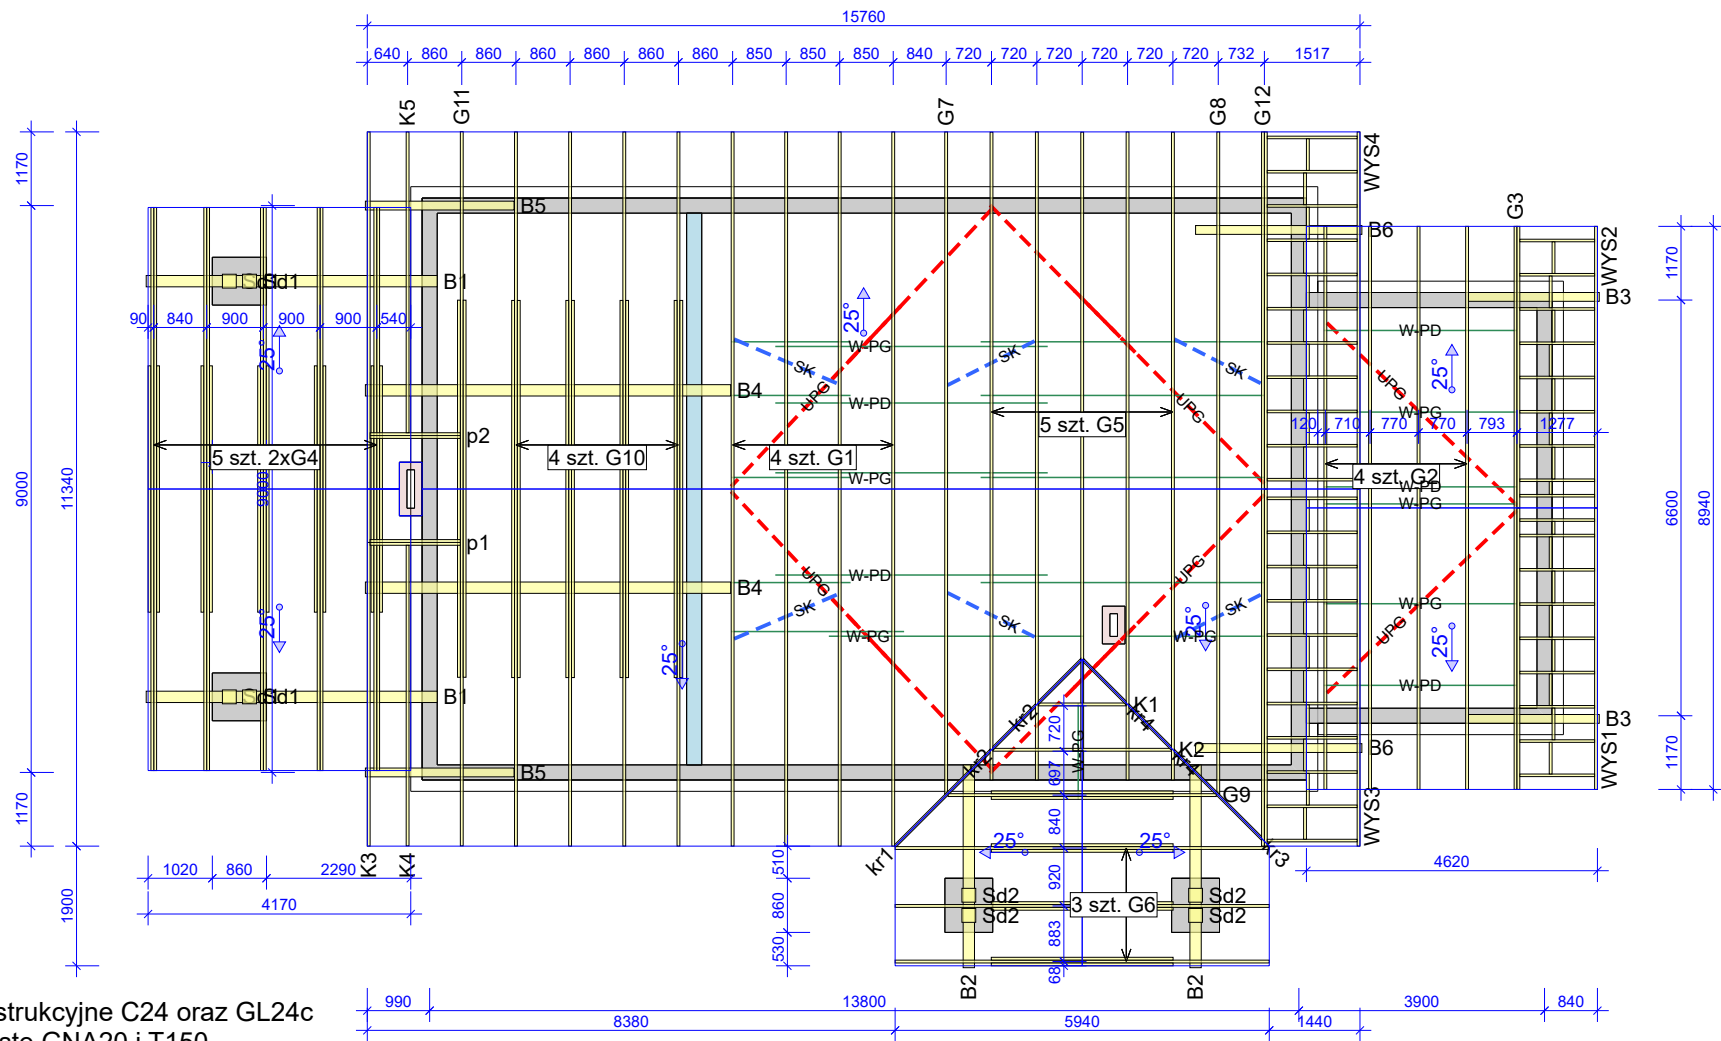 15760
640 860 860 860 860 860 860 850 850 850 840 720 720 720 720 720 720 732 1517
K5 G11 G7 G8 G12
WYS4
G3
WYS2
1170
9000
11340
1170
1900
B5
B6
B1
Sd1
B3
1170
6600
8940
1170
90 840 900 900 900 540
25°
25°
SK
W-PG
SK
SK
W-PD
25°
UPG
B4
W-PD
UPG
UPG
W-PG
120 710 770 770 793 1277
p2
5 szt. 2xG4
4 szt. G10
4 szt. G1
5 szt. G5
4 szt. G2
9000
W-PG
W-PD
W-PG
p1
B4
UPG
W-PD
UPG
SK
SK
SK
25°
W-PG
W-PG
25°
25°
W-PG
UPG
25°
W-PD
Sd1
B1
kr2
K1
kr4
720
W-PG
K2
B6
B3
WYS1
kr2
kr4
697
B5
G9
WYS3
840
25°
25°
K3 K4
kr1
kr3
1020 860 2290
4170
510
860
530
920
883
68
3 szt. G6
Sd2
Sd2
Sd2
Sd2
4620
B2
B2
990 13800 3900 840
8380 5940 1440
strukcyjne C24 oraz GL24c
GNA20 i T150